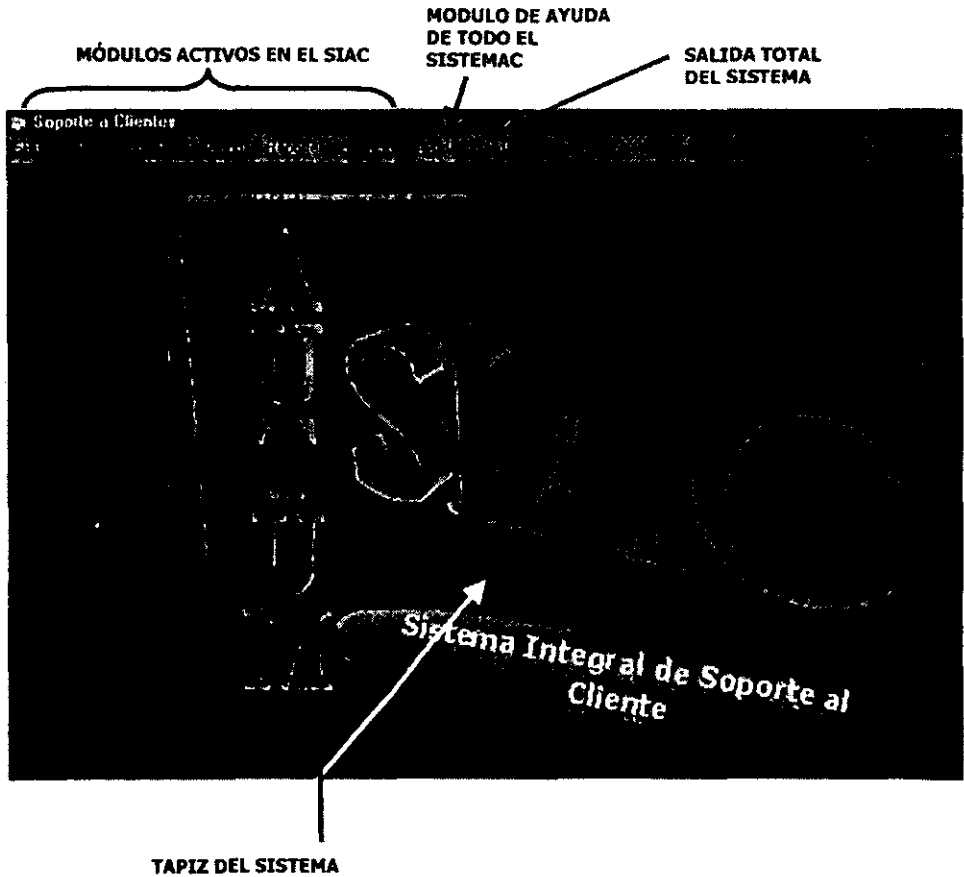 MODULO DE AYUDA
DE TODO EL
SISTEMAC
MÓDULOS ACTIVOS EN EL SIAC
SALIDA TOTAL
DEL SISTEMA
Soporte a Clientes
Sistema Integral de Soporte al
Cliente
TAPIZ DEL SISTEMA